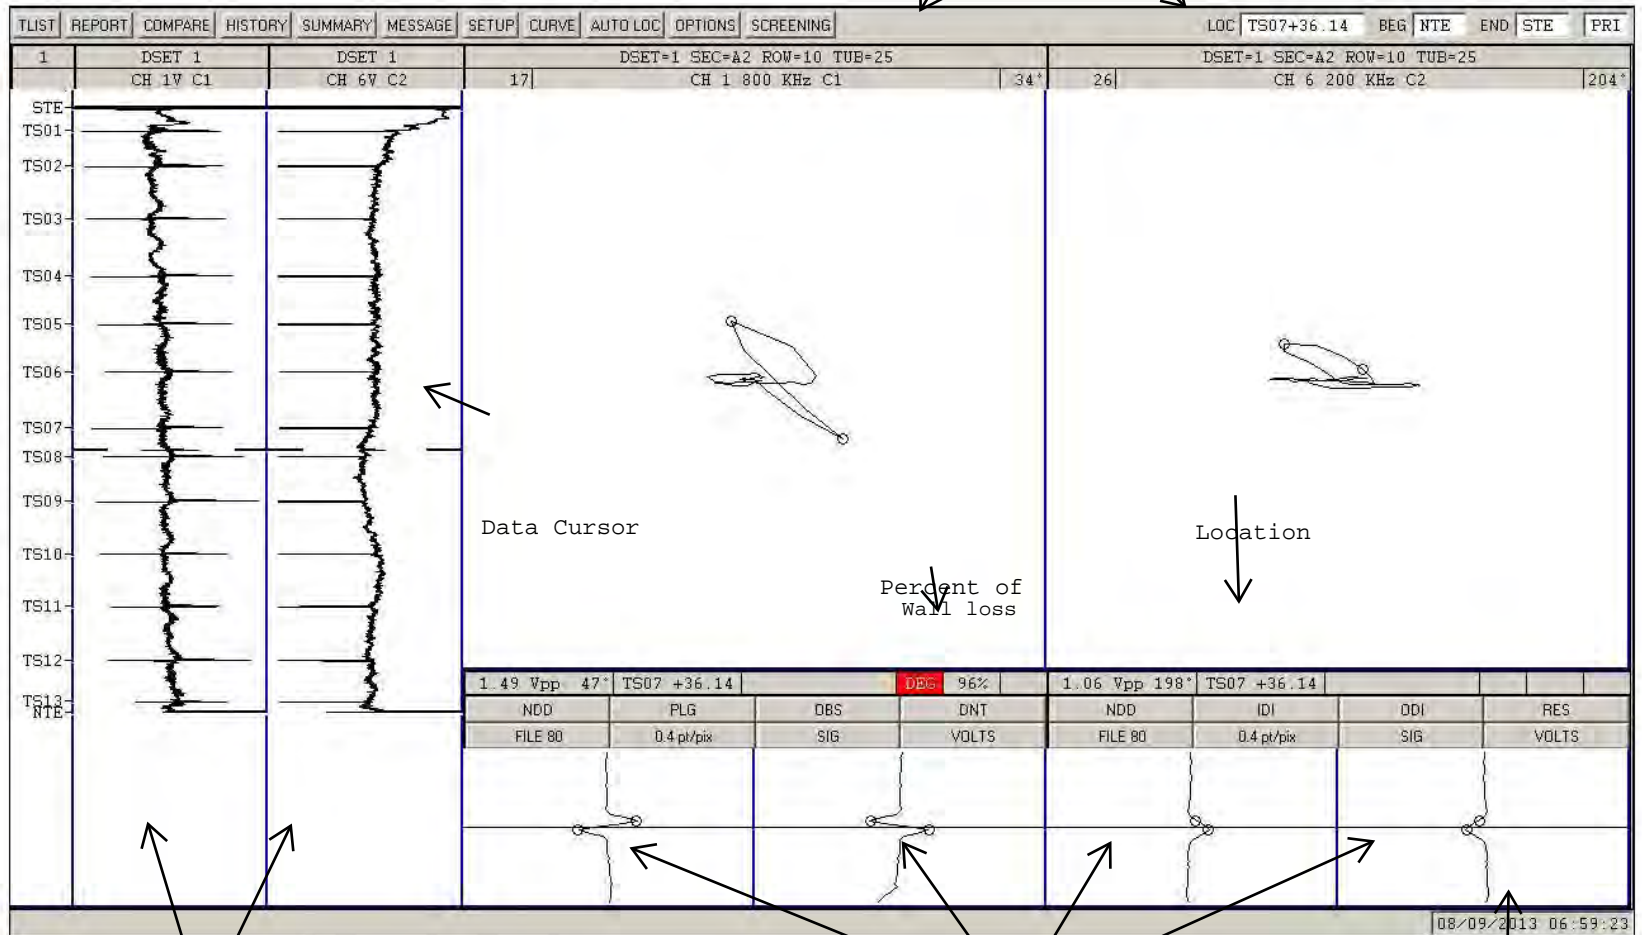 TLIST REPORT COMPARE HISTORY SUMMARY MESSAGE SETUP CURVE AUTO LOC OPTIONS SCREENING LOC TS07+36.14 BEG NTE END STE PRI
1 DSET 1 DSET 1 DSET=1 SEC=A2 ROW=10 TUB=25 DSET=1 SEC=A2 ROW=10 TUB=25
CH 1V C1 CH 6V C2 17 CH 1 800 KHz C1 34° 26 CH 6 200 KHz C2 204°
STE
TS01
TS02
TS03
TS04
TS05
TS06
TS07
TS08
TS09
TS10
TS11
TS12
TS13
NTE
Data Cursor
Location
Percent of
Wall loss
1.49 Vpp 47° TS07 +36.14 DEG 96% 1.06 Vpp 198° TS07 +36.14
NDD PLG OBS DNT NDD IDI ODI RES
FILE 80 0.4 pt/pix SIG VOLTS FILE 80 0.4 pt/pix SIG VOLTS
08/09/2013 06:59:23